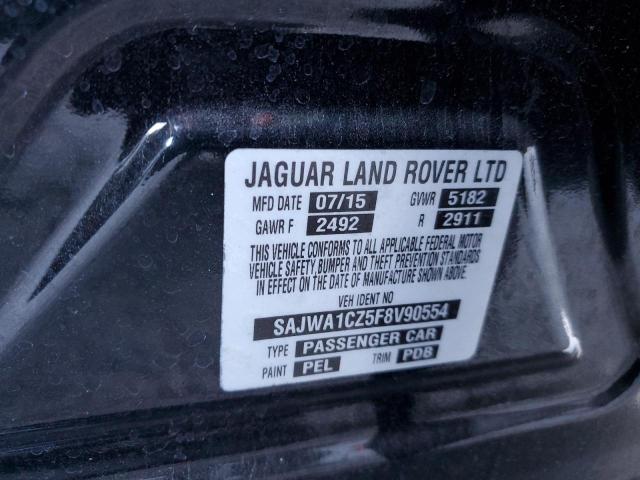 JAGUAR LAND ROVER LTD
MFD DATE 07/15 GVWR 5182
GAWR F 2492 R 2911
THIS VEHICLE CONFORMS TO ALL APPLICABLE FEDERAL MOTOR
VEHICLE SAFETY, BUMPER AND THEFT PREVENTION STANDARDS
IN EFFECT ON THE DATE OF MANUFACTURE SHOWN ABOVE.
VEH IDENT NO
SAJWA1CZ5F8V90554
TYPE PASSENGER CAR
PAINT PEL TRIM PDB